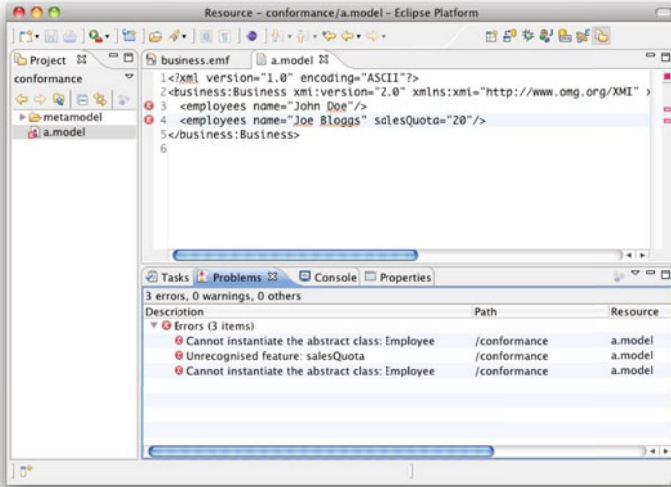 Resource - conformance/a.model - Eclipse Platform
Project
conformance
metamodel
a.model
business.emf
a.model
1 <?xml version="1.0" encoding="ASCII"?>
2 <business:Business xmi:version="2.0" xmlns:xmi="http://www.omg.org/XMI"
3 <employees name="John Doe"/>
4 <employees name="Joe Bloggs" salesQuota="20"/>
5 </business:Business>
6
Tasks Problems Console Properties
3 errors, 0 warnings, 0 others
Description Path Resource
Errors (3 items)
Cannot instantiate the abstract class: Employee /conformance a.model
Unrecognised feature: salesQuota /conformance a.model
Cannot instantiate the abstract class: Employee /conformance a.model